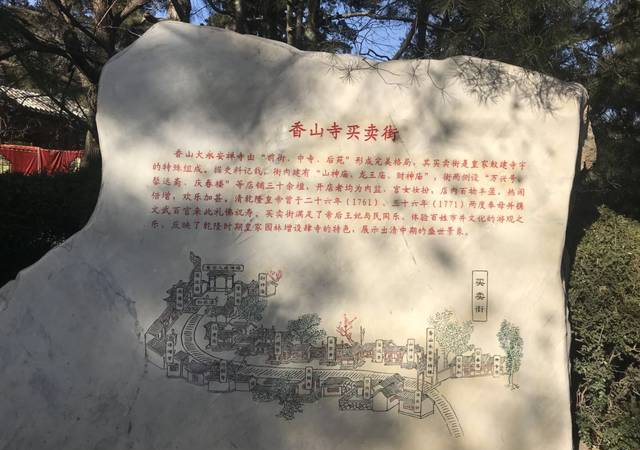 香山寺买卖街
香山大永安禅寺由“前街、中寺、后苑”形成完美格局，其买卖街是皇家敕建寺宇
的特殊组成。据史料记载，街内建有“山神庙、龙王庙、财神庙”，街两侧设“万兴号、
馨远斋、庆春楼”等店铺三十余楹，开店者均为内监、宫女妆扮，店内百物丰盈，热闹
倍增，欢乐加甚。清乾隆皇帝曾于二十六年（1761）、三十六年（1771）两度奉母并携
文武百官来此礼佛祝寿。买卖街满足了帝后王妃与民同乐、体验百姓市井文化的游观之
乐、反映了乾隆时期皇家园林增设肆寺的特色，展示出清中期的盛世景象。
买卖街